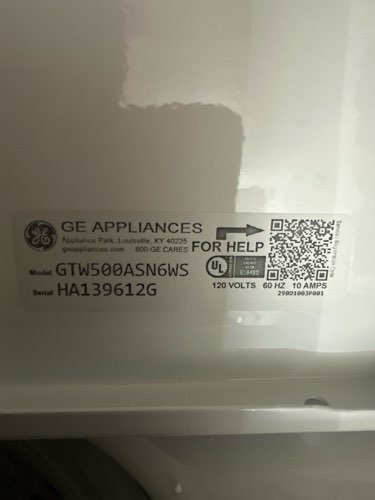 GE APPLIANCES
Appliance Park, Louisville, KY 40225
geappliances.com 800-GE CARES
FOR HELP
Model GTW500ASN6WS
Serial HA139612G
UL
120 VOLTS 60 HZ 10 AMPS
290D1003P001